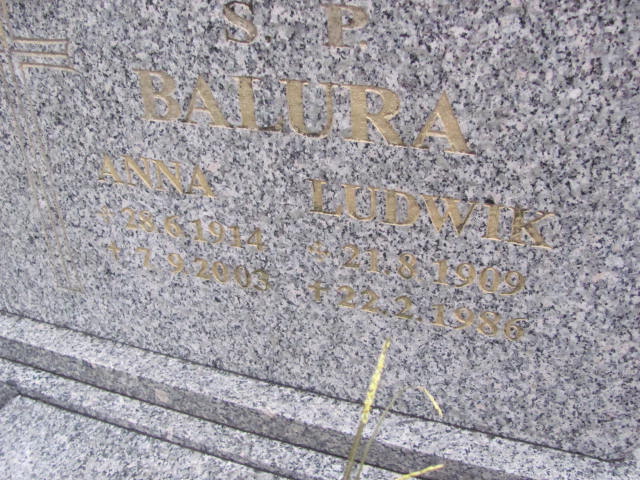 S. P.
BALURA
ANNA
* 28.6.1914
+ 7.9.2003
LUDWIK
* 21.8.1909
+ 22.2.1986